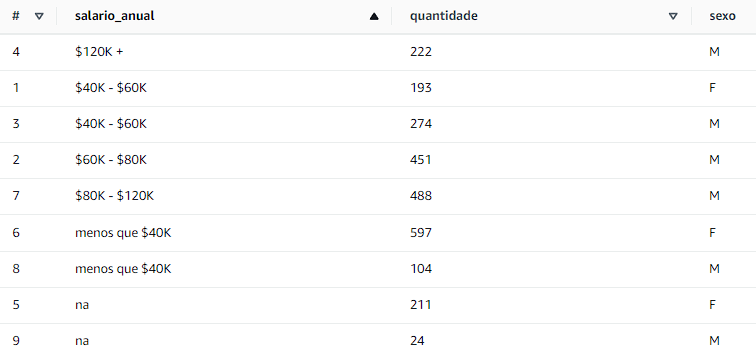 # salario_anual quantidade sexo
4 $120K + 222 M
1 $40K - $60K 193 F
3 $40K - $60K 274 M
2 $60K - $80K 451 M
7 $80K - $120K 488 M
6 menos que $40K 597 F
8 menos que $40K 104 M
5 na 211 F
9 na 24 M